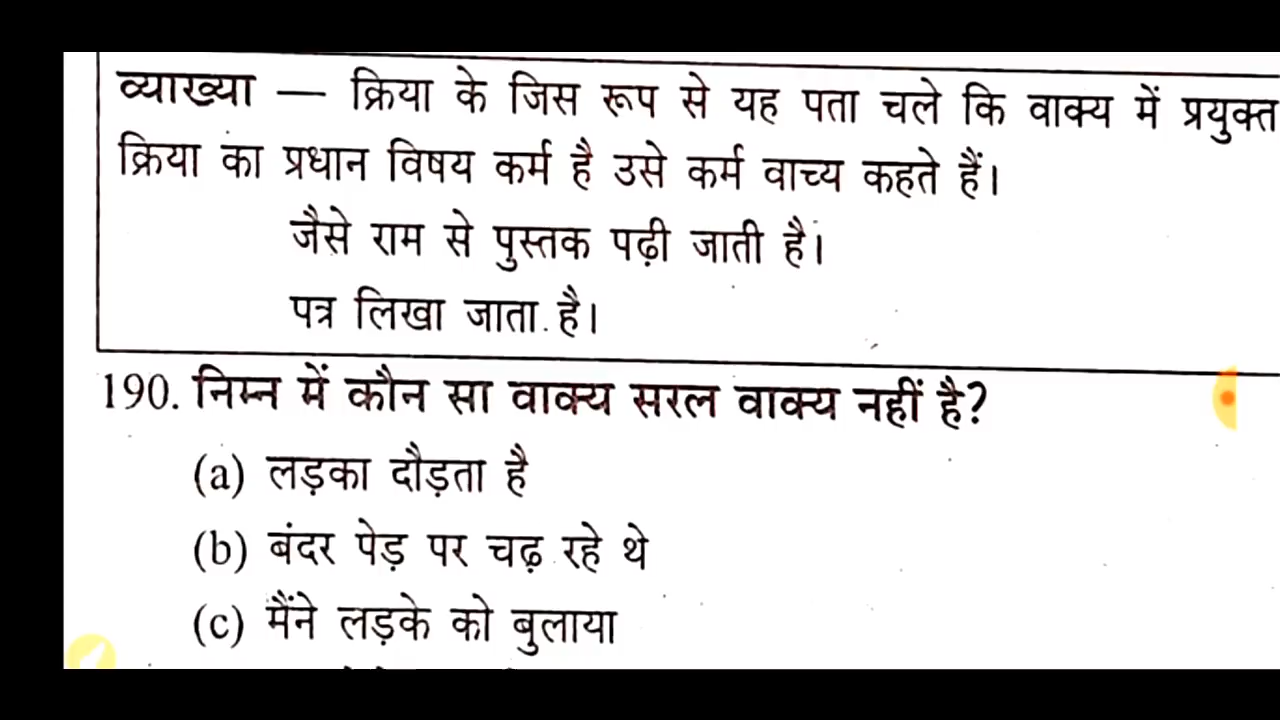 व्याख्या — क्रिया के जिस रूप से यह पता चले कि वाक्य में प्रयुक्त
क्रिया का प्रधान विषय कर्म है उसे कर्म वाच्य कहते हैं।
जैसे राम से पुस्तक पढ़ी जाती है।
पत्र लिखा जाता है।
190. निम्न में कौन सा वाक्य सरल वाक्य नहीं है?
(a) लड़का दौड़ता है
(b) बंदर पेड़ पर चढ़ रहे थे
(c) मैंने लड़के को बुलाया